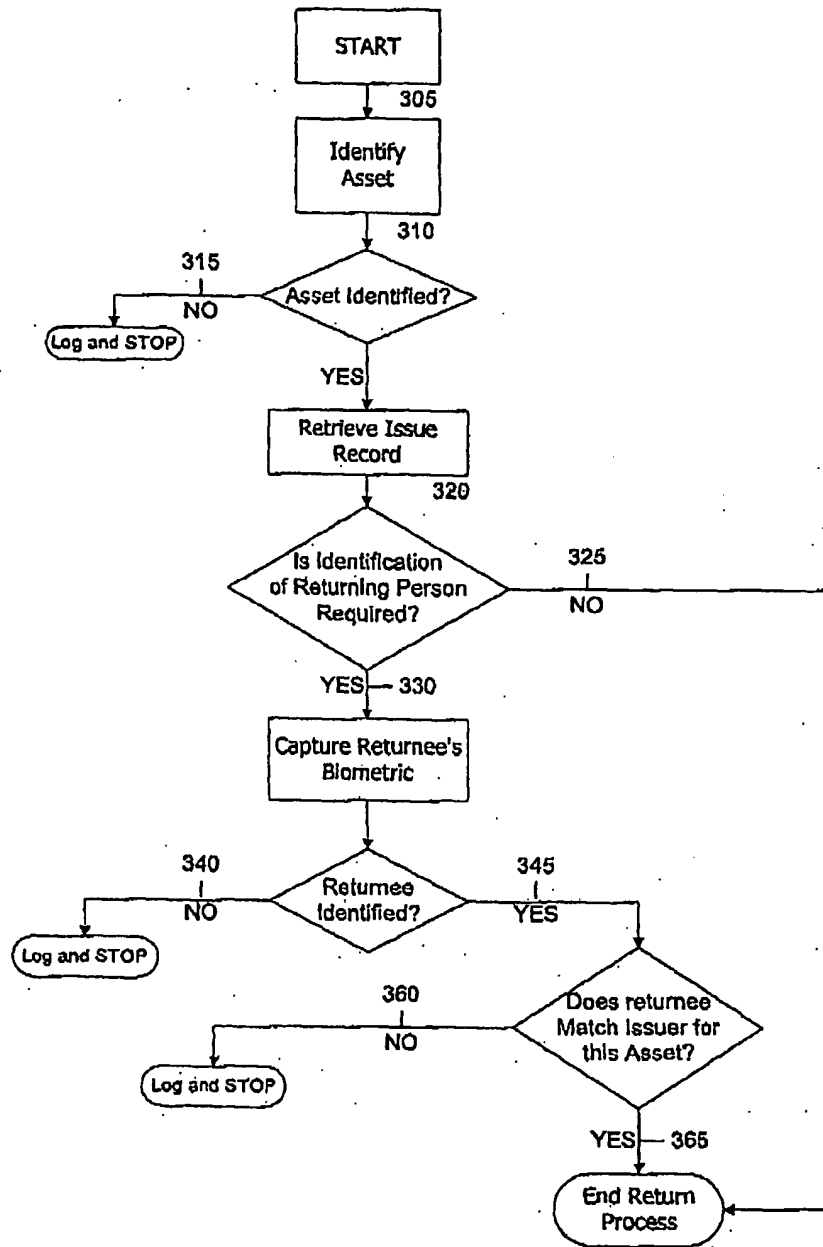 START
305
Identify
Asset
310
315
Asset Identified?
NO
Log and STOP
YES
Retrieve Issue
Record
320
Is Identification
of Returning Person
Required?
325
NO
YES 330
Capture Returnee's
Biometric
340
345
Returnee
Identified?
NO
YES
Log and STOP
360
Does returnee
Match Issuer for
this Asset?
NO
Log and STOP
YES 365
End Return
Process